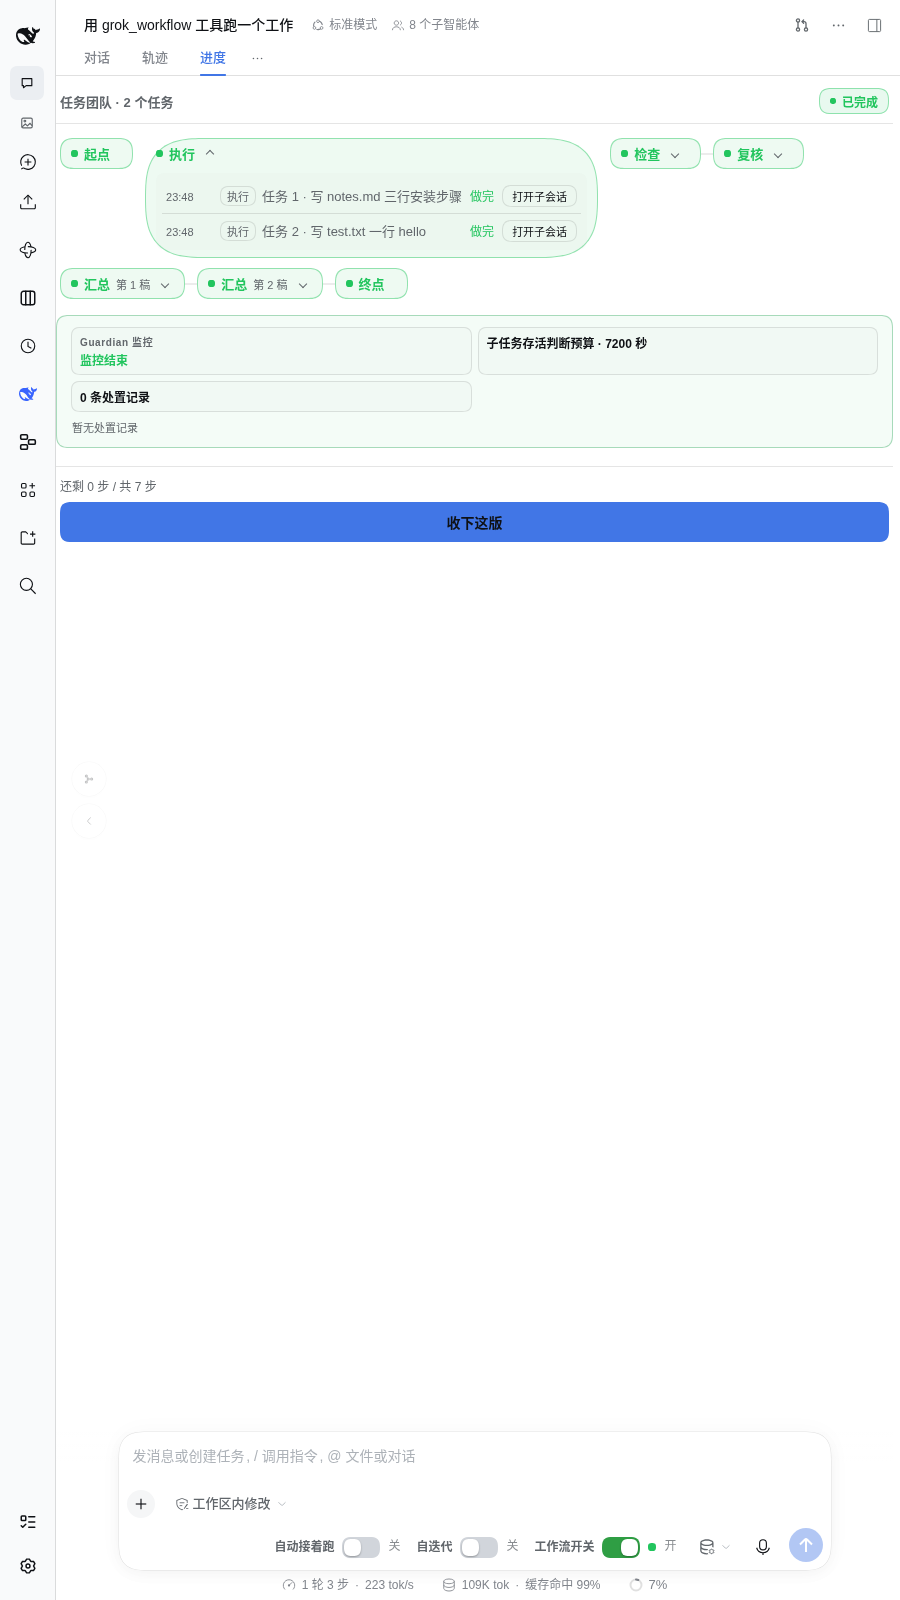 用 grok_workflow 工具跑一个工作 标准模式 8 个子智能体
对话 轨迹 进度 ···
任务团队 · 2 个任务 已完成
起点
执行
23:48 执行 任务 1 · 写 notes.md 三行安装步骤 做完 打开子会话
23:48 执行 任务 2 · 写 test.txt 一行 hello 做完 打开子会话
检查 复核
汇总 第 1 稿 汇总 第 2 稿 终点
Guardian 监控
监控结束
子任务存活判断预算 · 7200 秒
0 条处置记录
暂无处置记录
还剩 0 步 / 共 7 步
收下这版
发消息或创建任务, / 调用指令, @ 文件或对话
工作区内修改
自动接着跑 关 自迭代 关 工作流开关 开
1 轮 3 步 · 223 tok/s 109K tok · 缓存命中 99% 7%